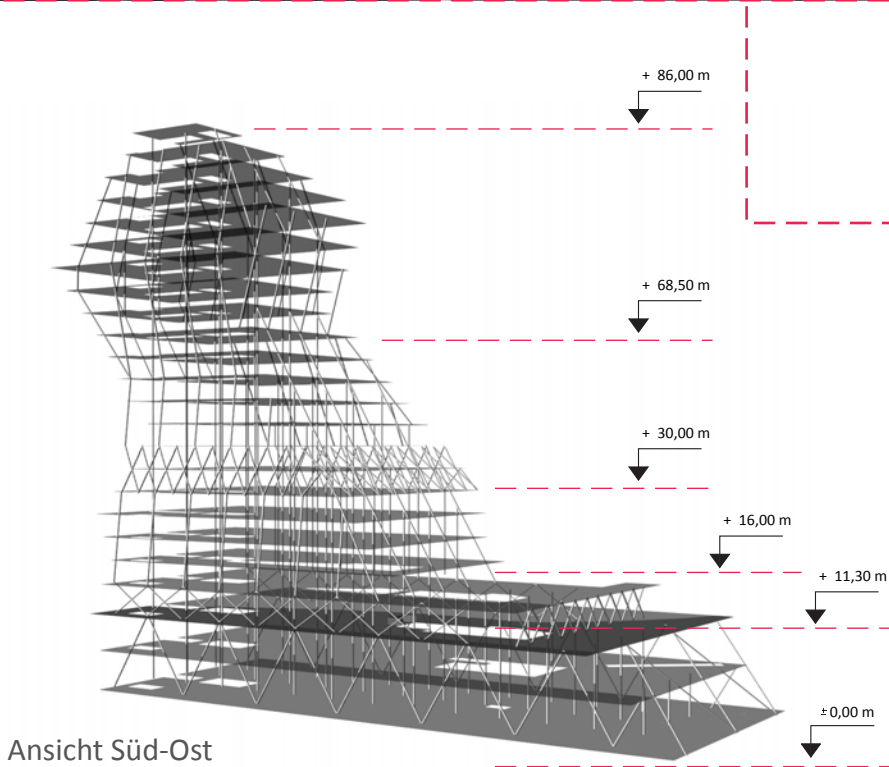 + 86,00 m
+ 68,50 m
+ 30,00 m
+ 16,00 m
+ 11,30 m
±0,00 m
Ansicht Süd-Ost